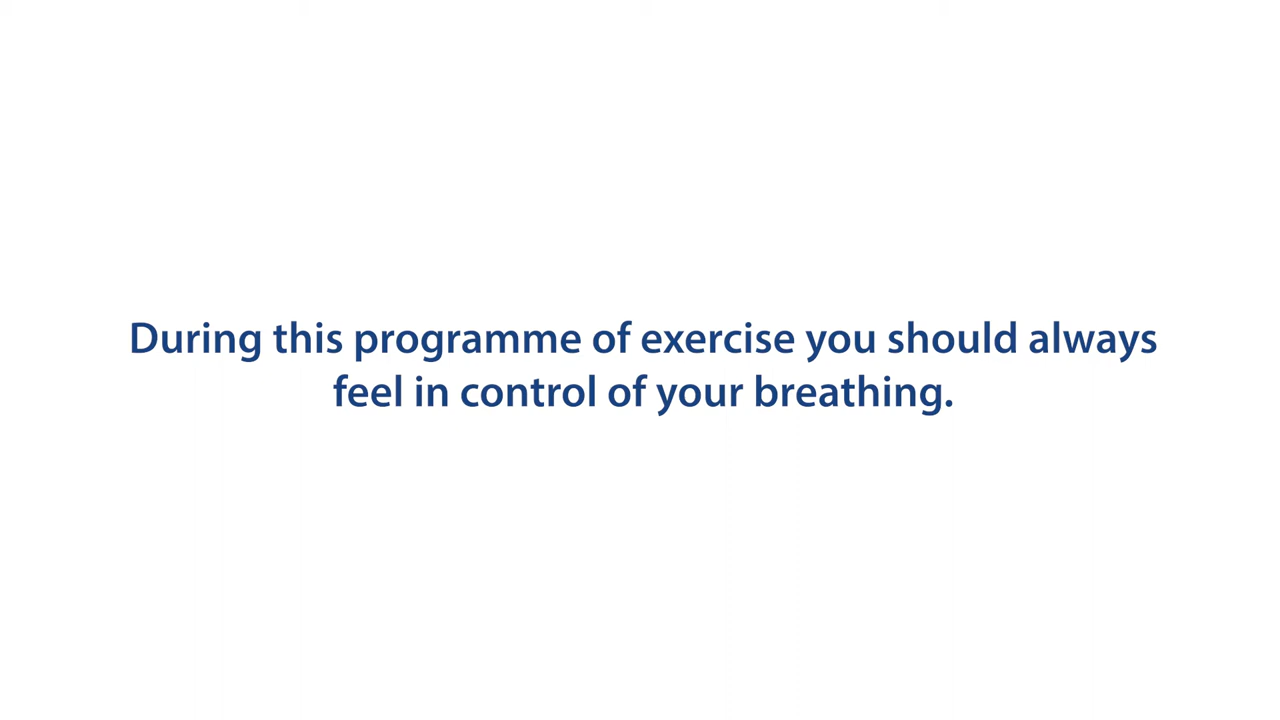 During this programme of exercise you should always
feel in control of your breathing.